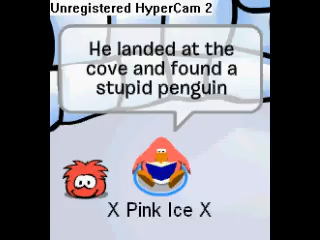 Unregistered HyperCam 2
He landed at the
cove and found a
stupid penguin
X Pink Ice X